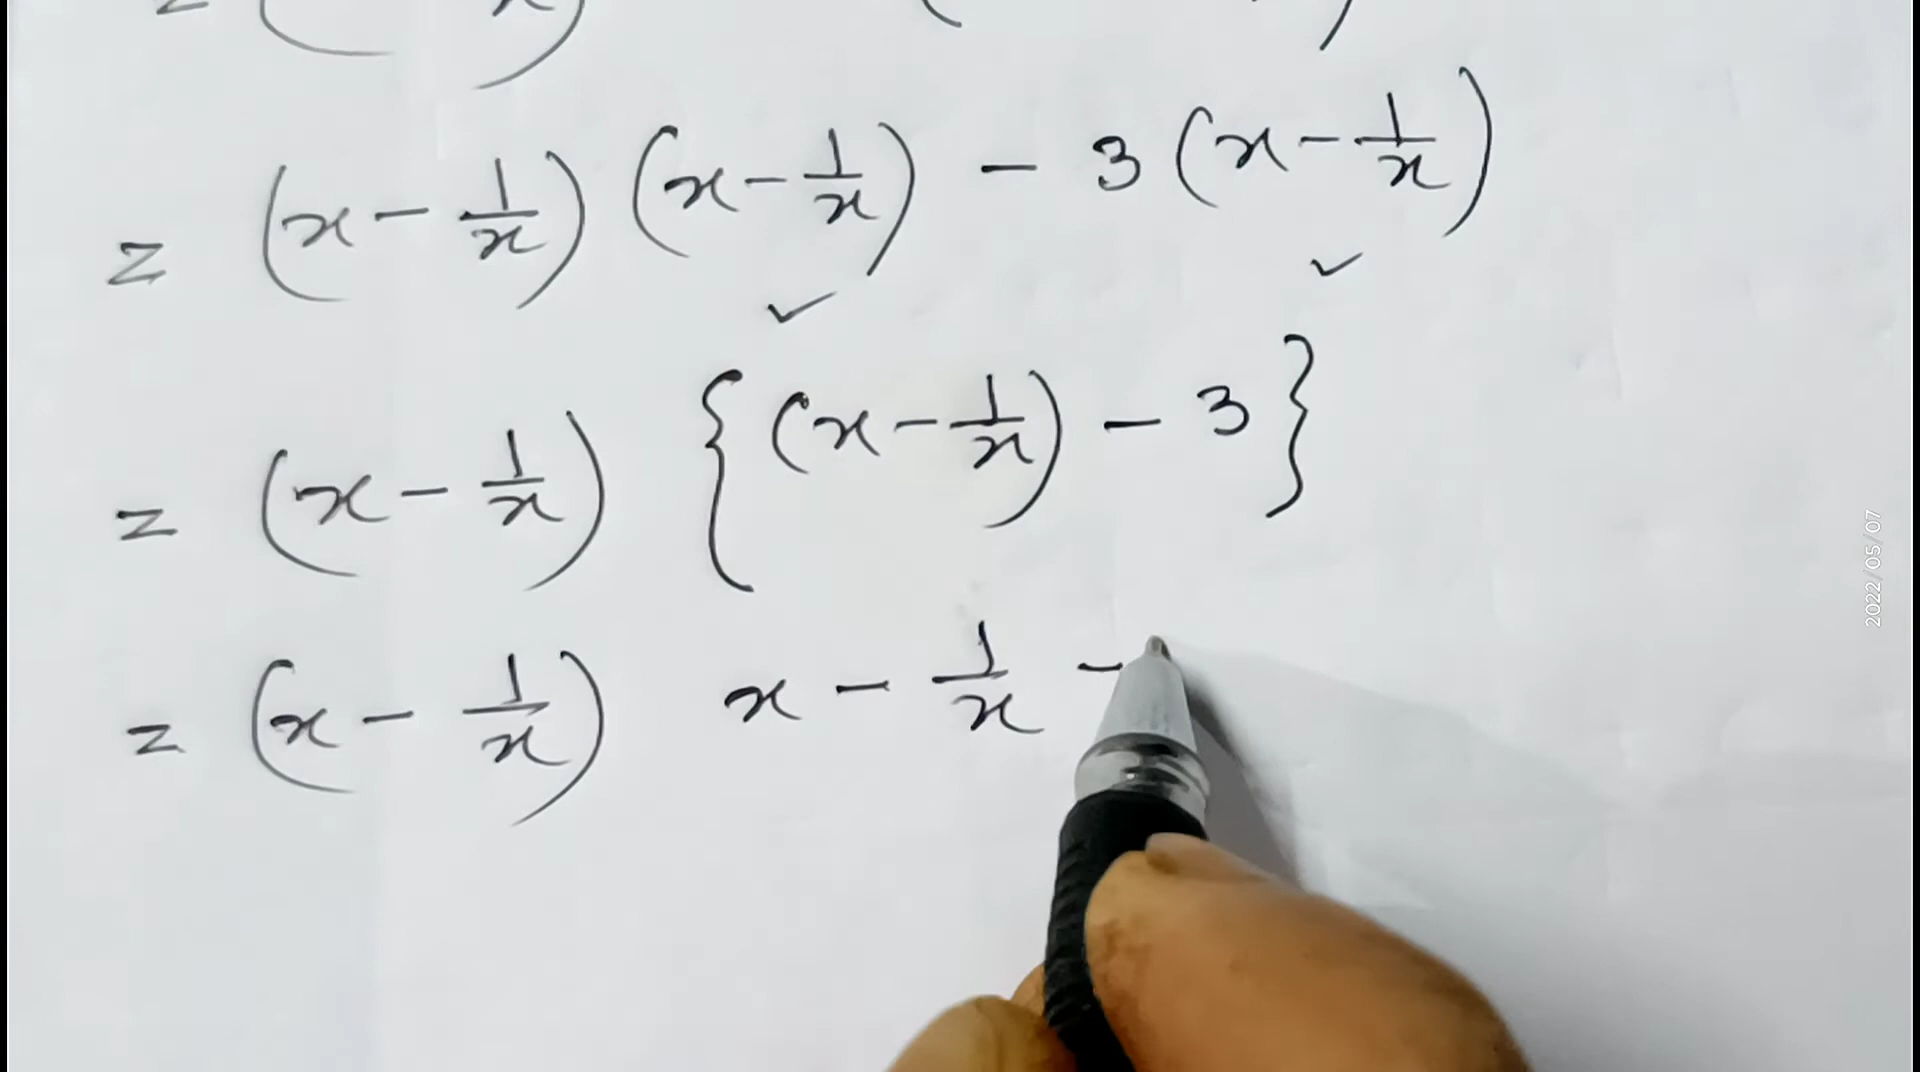 = (x - 1/x) (x - 1/x) - 3 (x - 1/x)
✓ ✓
= (x - 1/x) { (x - 1/x) - 3 }
= (x - 1/x) x - 1/x -
2022/05/07